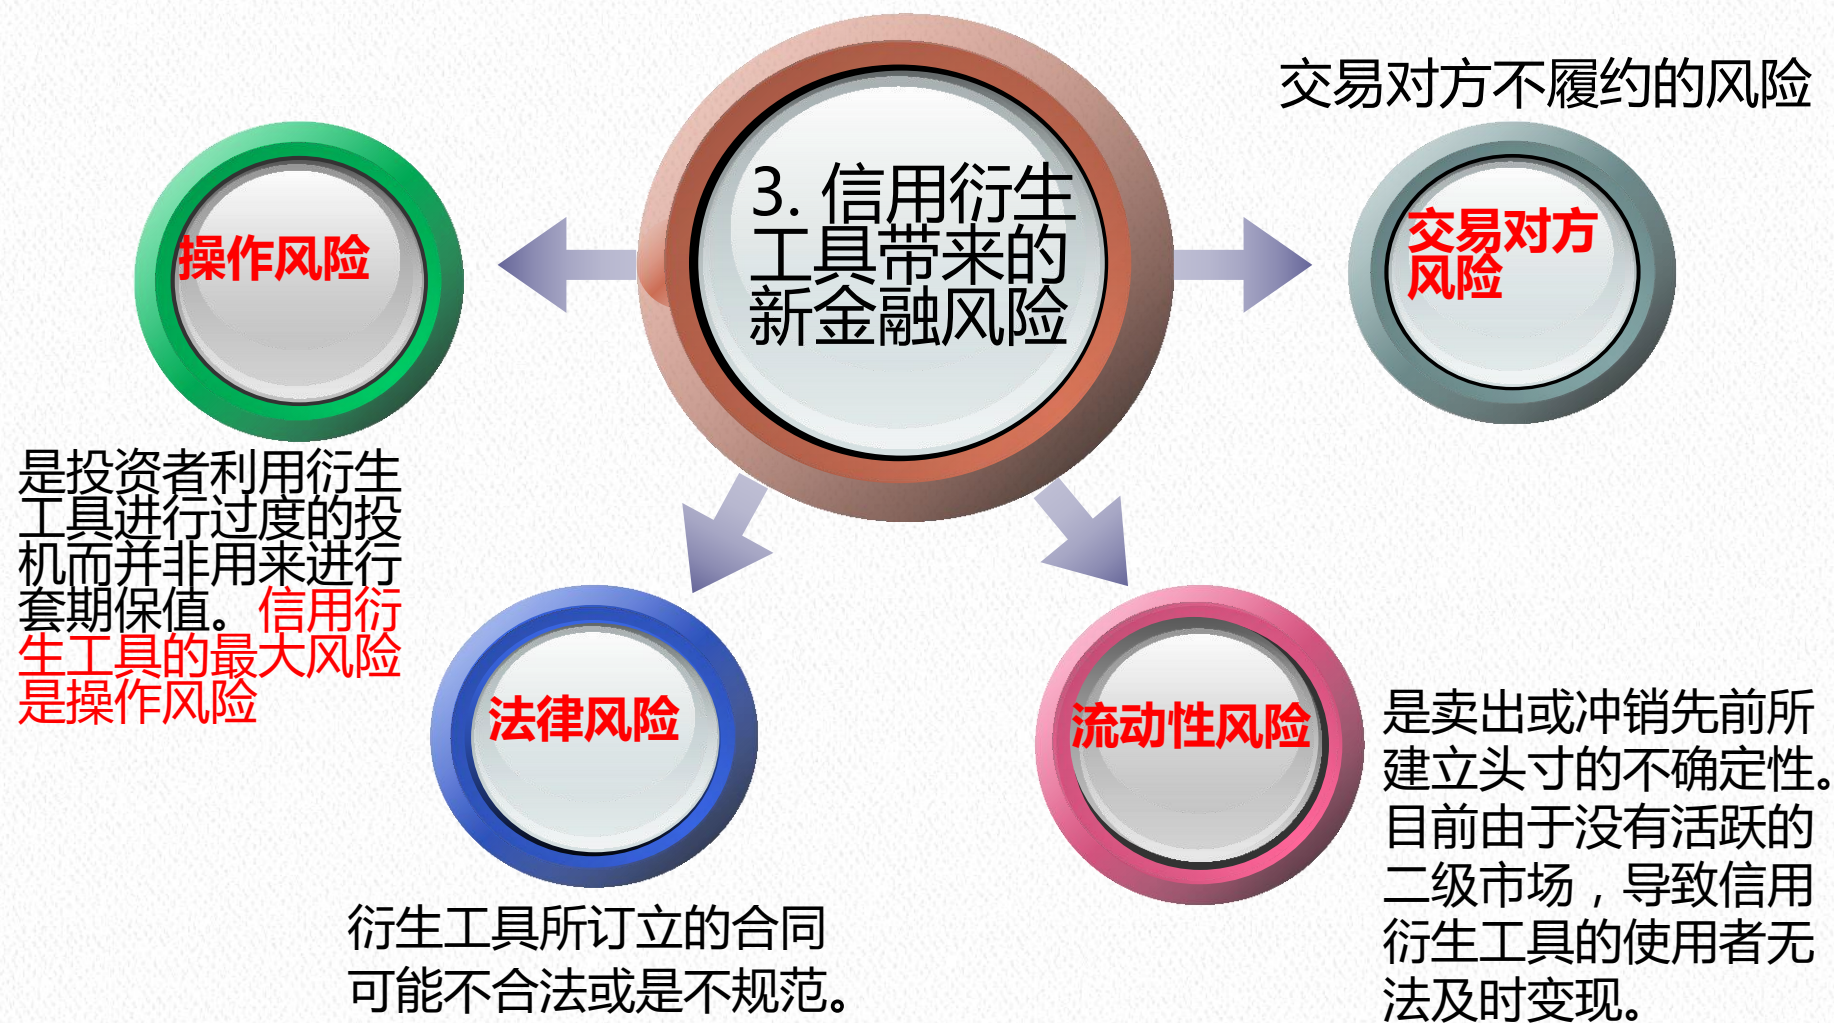 3. 信用衍生
工具带来的
新金融风险
操作风险
是投资者利用衍生
工具进行过度的投
机而并非用来进行
套期保值。信用衍
生工具的最大风险
是操作风险
法律风险
衍生工具所订立的合同
可能不合法或是不规范。
流动性风险
是卖出或冲销先前所
建立头寸的不确定性。
目前由于没有活跃的
二级市场，导致信用
衍生工具的使用者无
法及时变现。
交易对方不履约的风险
交易对方
风险